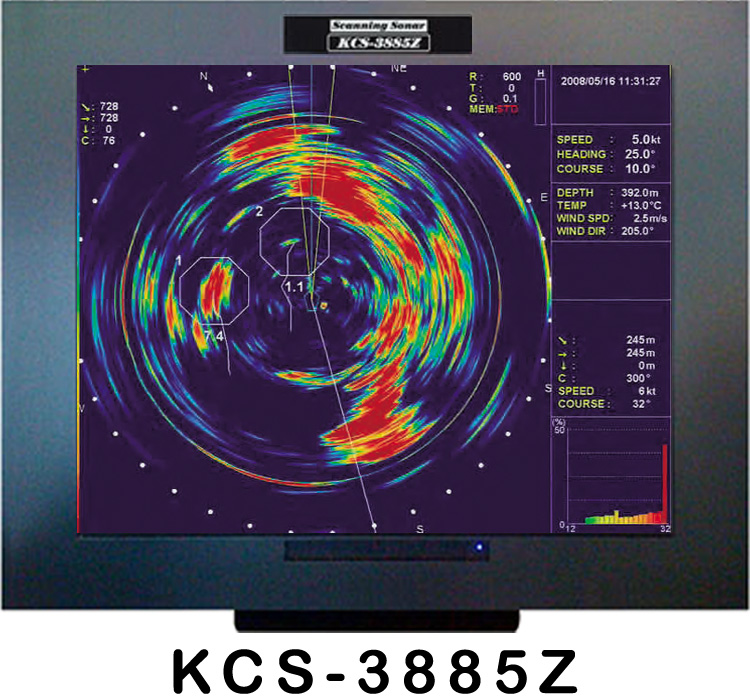 Scanning Sonar
KCS-3885Z
N
NE
E
S
S
W
↘: 728
→: 728
↓: 0
C: 76
R: 600
T: 0
G: 0.1
MEM:STD
H
2
1
1.1
7.4
2008/05/16 11:31:27
SPEED : 5.0kt
HEADING : 25.0°
COURSE : 10.0°
DEPTH : 392.0m
TEMP : +13.0°C
WIND SPD: 2.5m/s
WIND DIR : 205.0°
↘ : 245m
→ : 245m
↓ : 0m
C : 300°
SPEED : 6kt
COURSE : 32°
(%)
50
0
12 32
KCS-3885Z